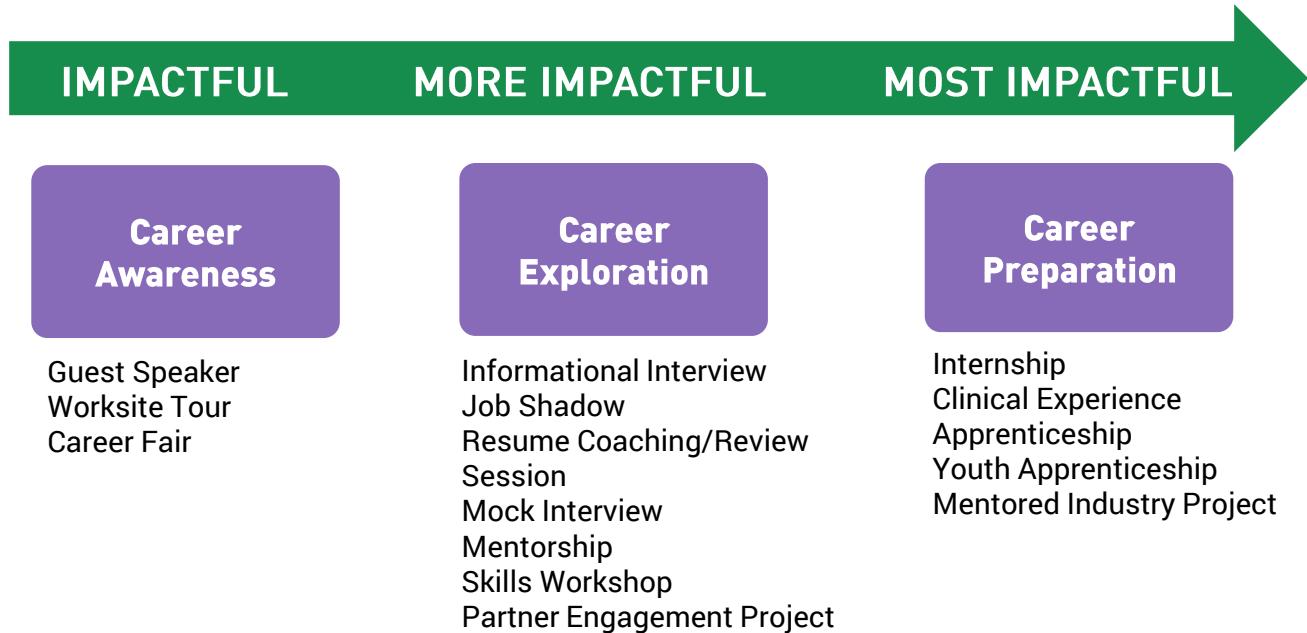 IMPACTFUL
MORE IMPACTFUL
MOST IMPACTFUL
Career
Awareness
Guest Speaker
Worksite Tour
Career Fair
Career
Exploration
Informational Interview
Job Shadow
Resume Coaching/Review
Session
Mock Interview
Mentorship
Skills Workshop
Partner Engagement Project
Career
Preparation
Internship
Clinical Experience
Apprenticeship
Youth Apprenticeship
Mentored Industry Project